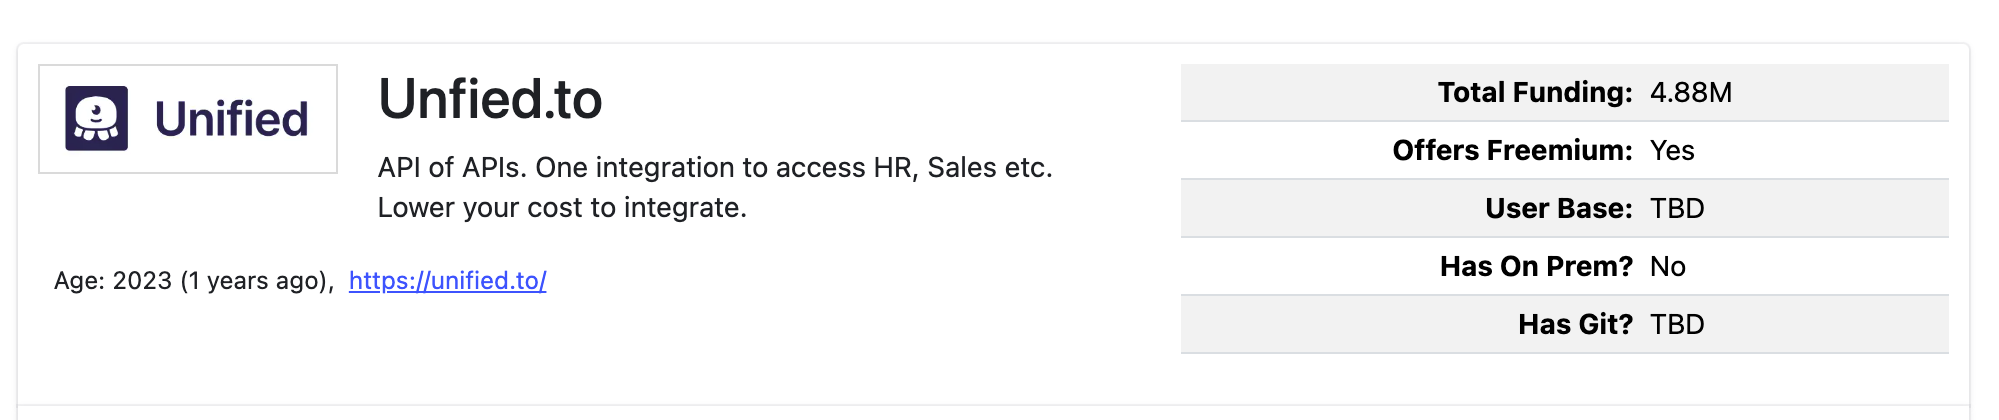 Unified
Unfied.to
API of APIs. One integration to access HR, Sales etc.
Lower your cost to integrate.
Age: 2023 (1 years ago), https://unified.to/
Total Funding: 4.88M
Offers Freemium: Yes
User Base: TBD
Has On Prem? No
Has Git? TBD